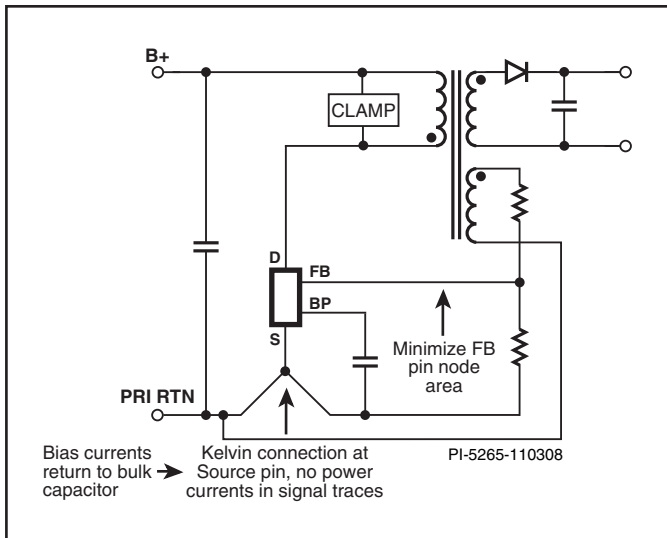 B+
CLAMP
D
FB
BP
S
Minimize FB
pin node
area
PRI RTN
PI-5265-110308
Bias currents
return to bulk
capacitor
Kelvin connection at
Source pin, no power
currents in signal traces